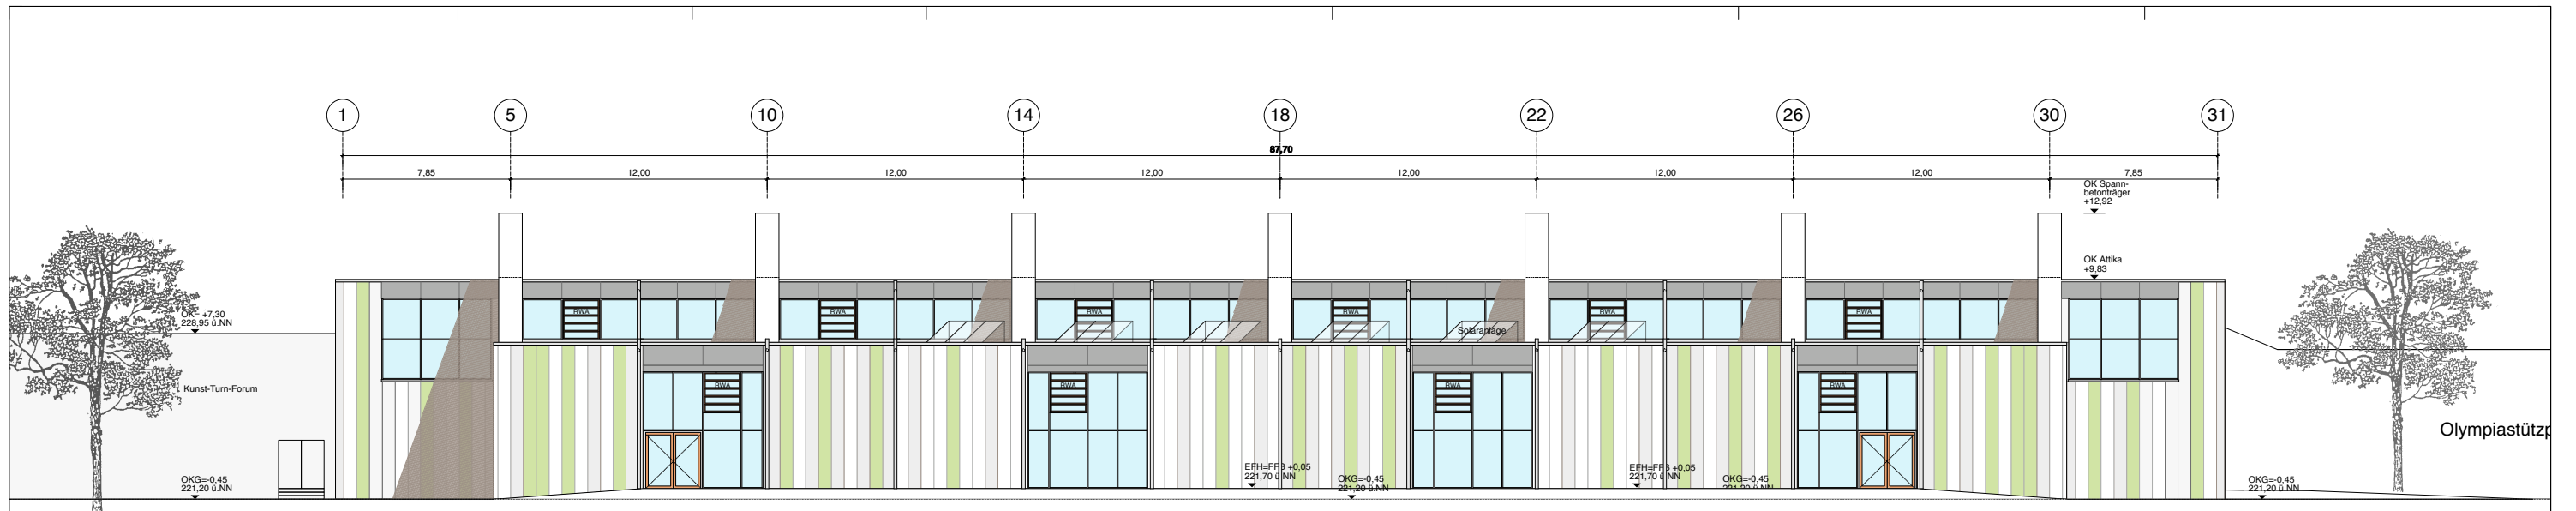 1
5
10
14
18
22
26
30
31
87,70
7,85
12,00
12,00
12,00
12,00
12,00
12,00
7,85
OK Spann-
betonträger
+12,92
OK Attika
+9,83
OK= +7,30
228,95 ü.NN
RWA
RWA
RWA
RWA
RWA
RWA
Solaranlage
Kunst-Turn-Forum
RWA
RWA
RWA
RWA
Olympiastützp
EFH=FFB +0,05
221,70 ü.NN
EFH=FFB +0,05
221,70 ü.NN
OKG=-0,45
221,20 ü.NN
OKG=-0,45
221,20 ü.NN
OKG=-0,45
221,20 ü.NN
OKG=-0,45
221,20 ü.NN